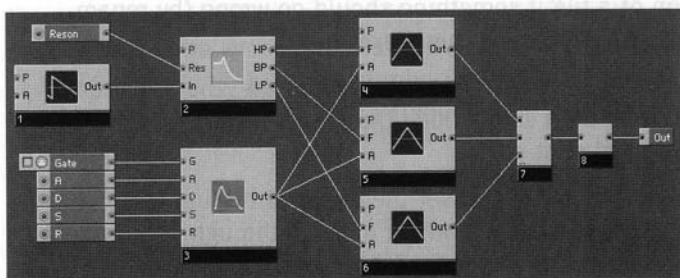 Reson
P
A
Out
1
P
Res
In
HP
BP
LP
2
Gate
A
D
S
R
G
A
D
S
R
Out
3
P
F
A
Out
4
P
F
A
Out
5
P
F
A
Out
6
7
8
Out